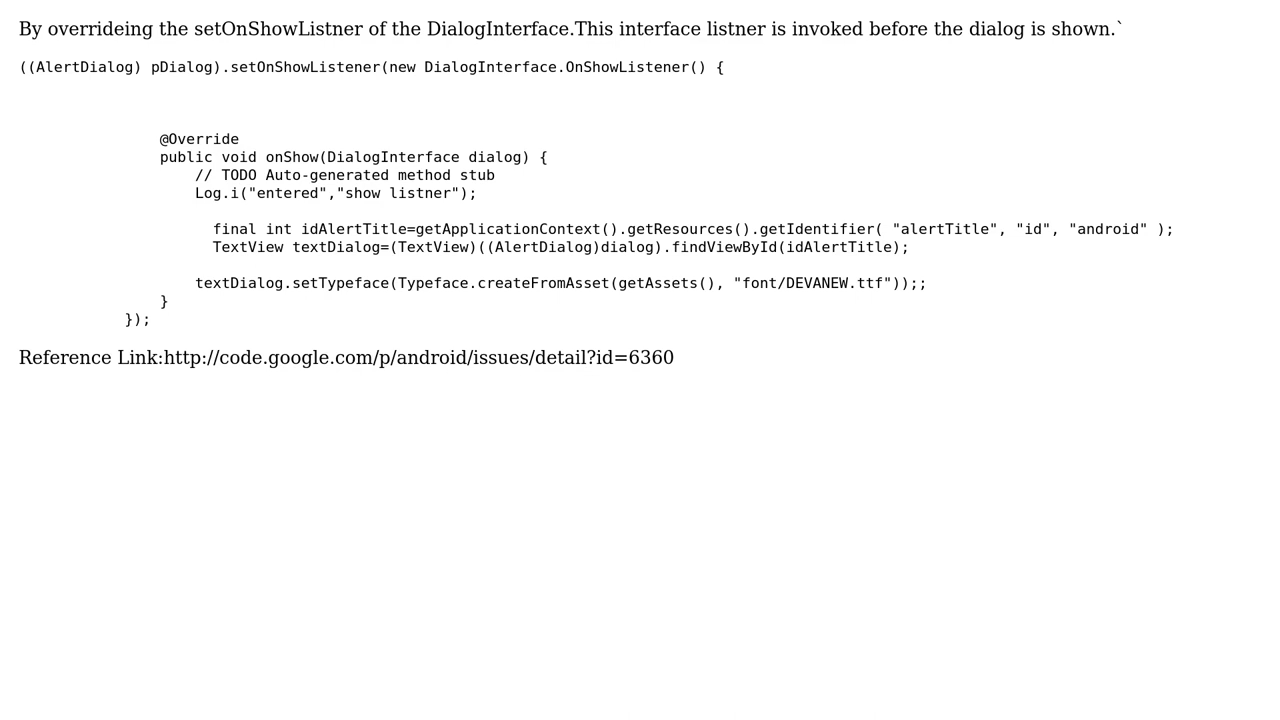 By overrideing the setOnShowListner of the DialogInterface.This interface listner is invoked before the dialog is shown.`
((AlertDialog) pDialog).setOnShowListener(new DialogInterface.OnShowListener() {
@Override
public void onShow(DialogInterface dialog) {
// TODO Auto-generated method stub
Log.i("entered","show listner");
final int idAlertTitle=getApplicationContext().getResources().getIdentifier( "alertTitle", "id", "android" );
TextView textDialog=(TextView)((AlertDialog)dialog).findViewById(idAlertTitle);
textDialog.setTypeface(Typeface.createFromAsset(getAssets(), "font/DEVANEW.ttf"));;
}
});
Reference Link:http://code.google.com/p/android/issues/detail?id=6360